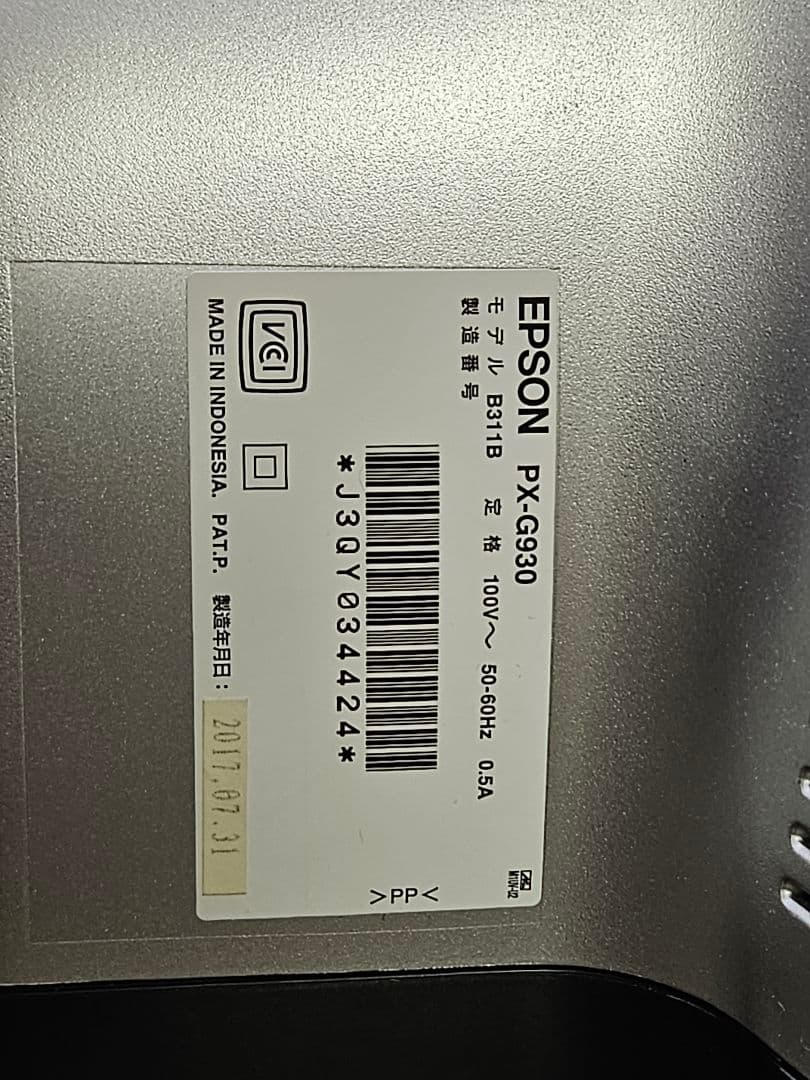 EPSON PX-G930
モデル B311B 定格 100V～ 50-60Hz 0.5A
製造番号
*J3QY034424*
>PP<
VCI
MADE IN INDONESIA. PAT.P. 製造年月日：2017.07.31